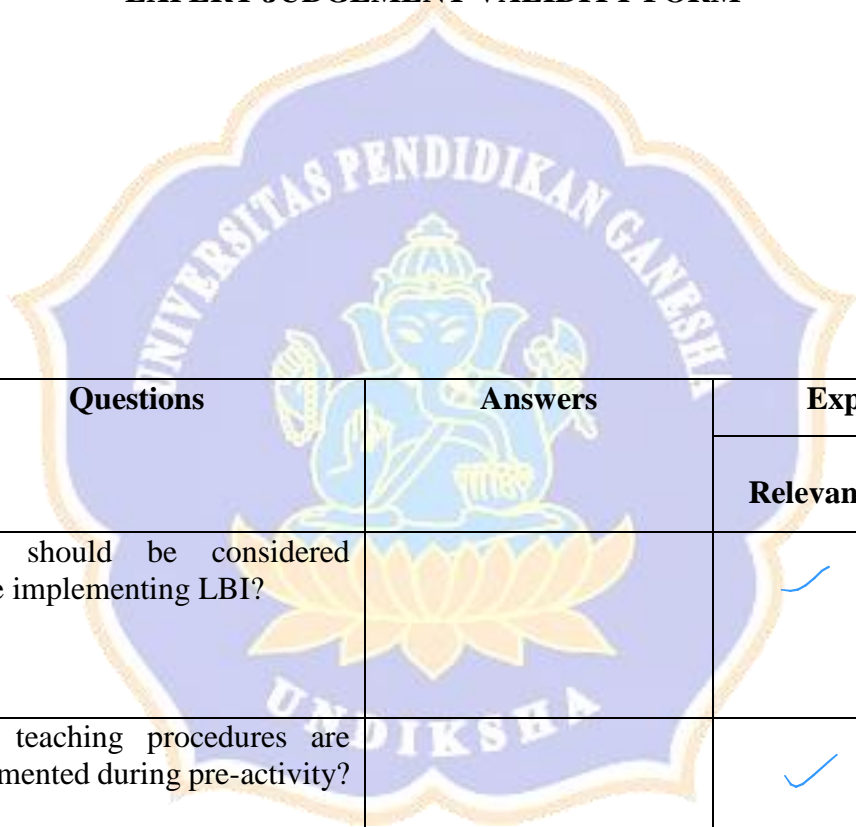 EXPERT JUDGEMENT VALIDITY FORM
UNIVERSITAS PENDIDIKAN GANESHA
Questions
Answers
Exp
Relevan
should be considered
e implementing LBI?
teaching procedures are
mented during pre-activity?
UNDIKSHA